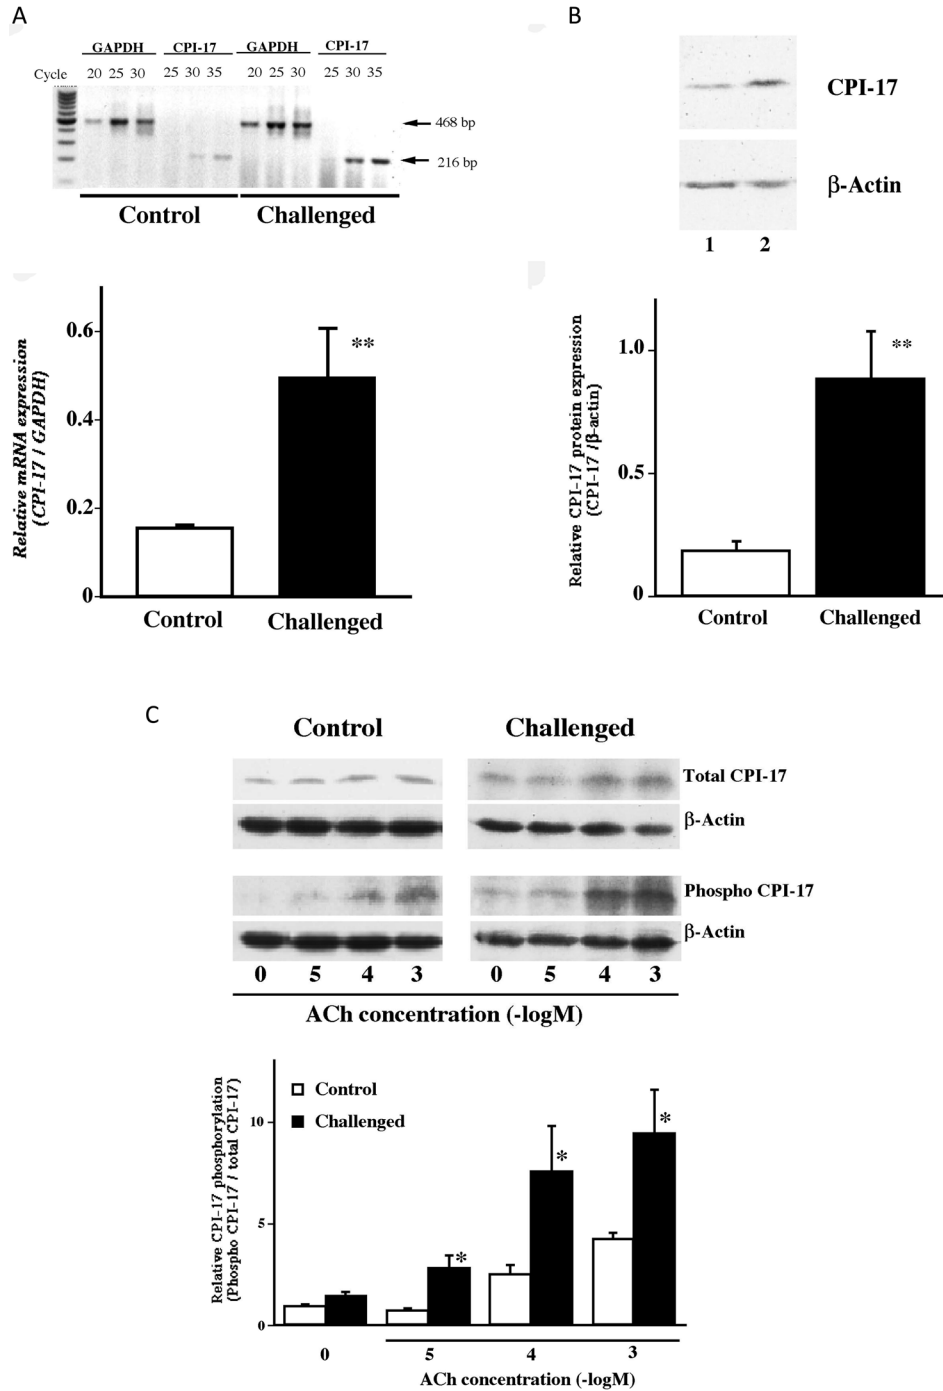 A
GAPDH CPI-17 GAPDH CPI-17
Cycle 20 25 30 25 30 35 20 25 30 25 30 35
468 bp
216 bp
Control Challenged
Relative mRNA expression
(CPI-17 / GAPDH)
0.6
0.4
0.2
0
**
Control Challenged
B
CPI-17
β-Actin
1 2
Relative CPI-17 protein expression
(CPI-17 /β-actin)
1.0
0.5
0
**
Control Challenged
C
Control Challenged
Total CPI-17
β-Actin
Phospho CPI-17
β-Actin
0 5 4 3 0 5 4 3
ACh concentration (-logM)
Relative CPI-17 phosphorylation
(Phospho CPI-17 / total CPI-17)
Control
Challenged
10
5
0
* * *
0 5 4 3
ACh concentration (-logM)